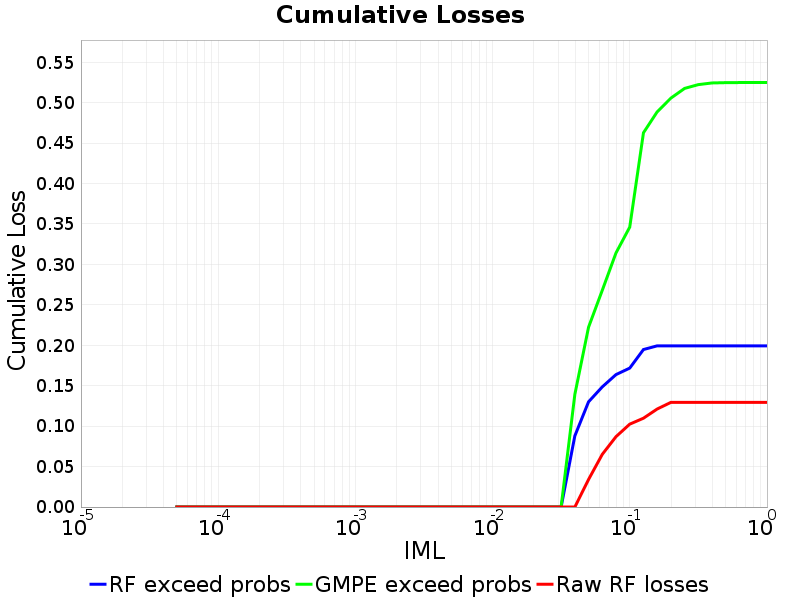 Cumulative Losses
Cumulative Loss
0.55
0.50
0.45
0.40
0.35
0.30
0.25
0.20
0.15
0.10
0.05
0.00
10^-5 10^-4 10^-3 10^-2 10^-1 10^0
IML
RF exceed probs GMPE exceed probs Raw RF losses